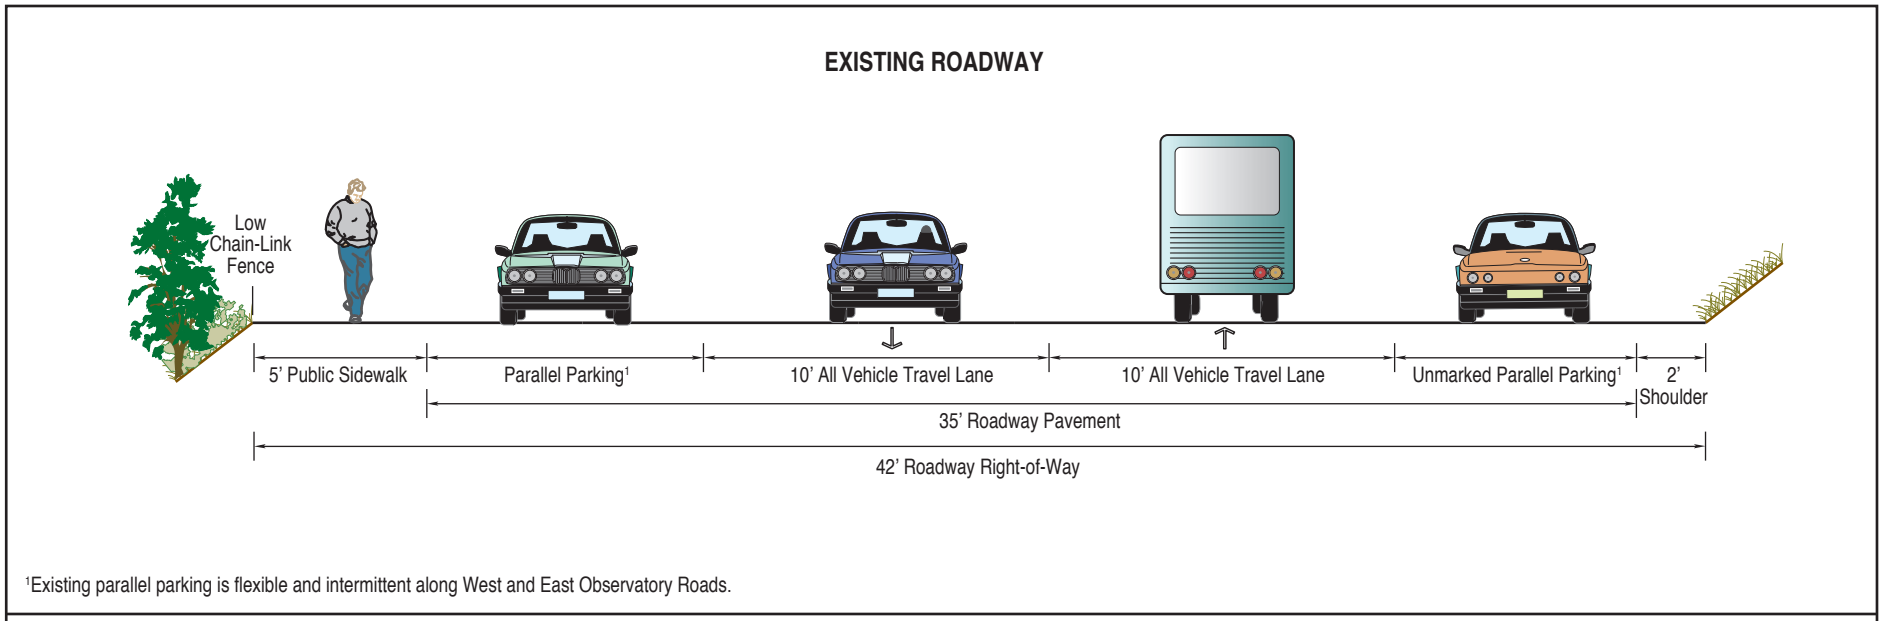 EXISTING ROADWAY
Low
Chain-Link
Fence
5’ Public Sidewalk
Parallel Parking¹
10’ All Vehicle Travel Lane
10’ All Vehicle Travel Lane
Unmarked Parallel Parking¹
2’
Shoulder
35’ Roadway Pavement
42’ Roadway Right-of-Way
¹Existing parallel parking is flexible and intermittent along West and East Observatory Roads.